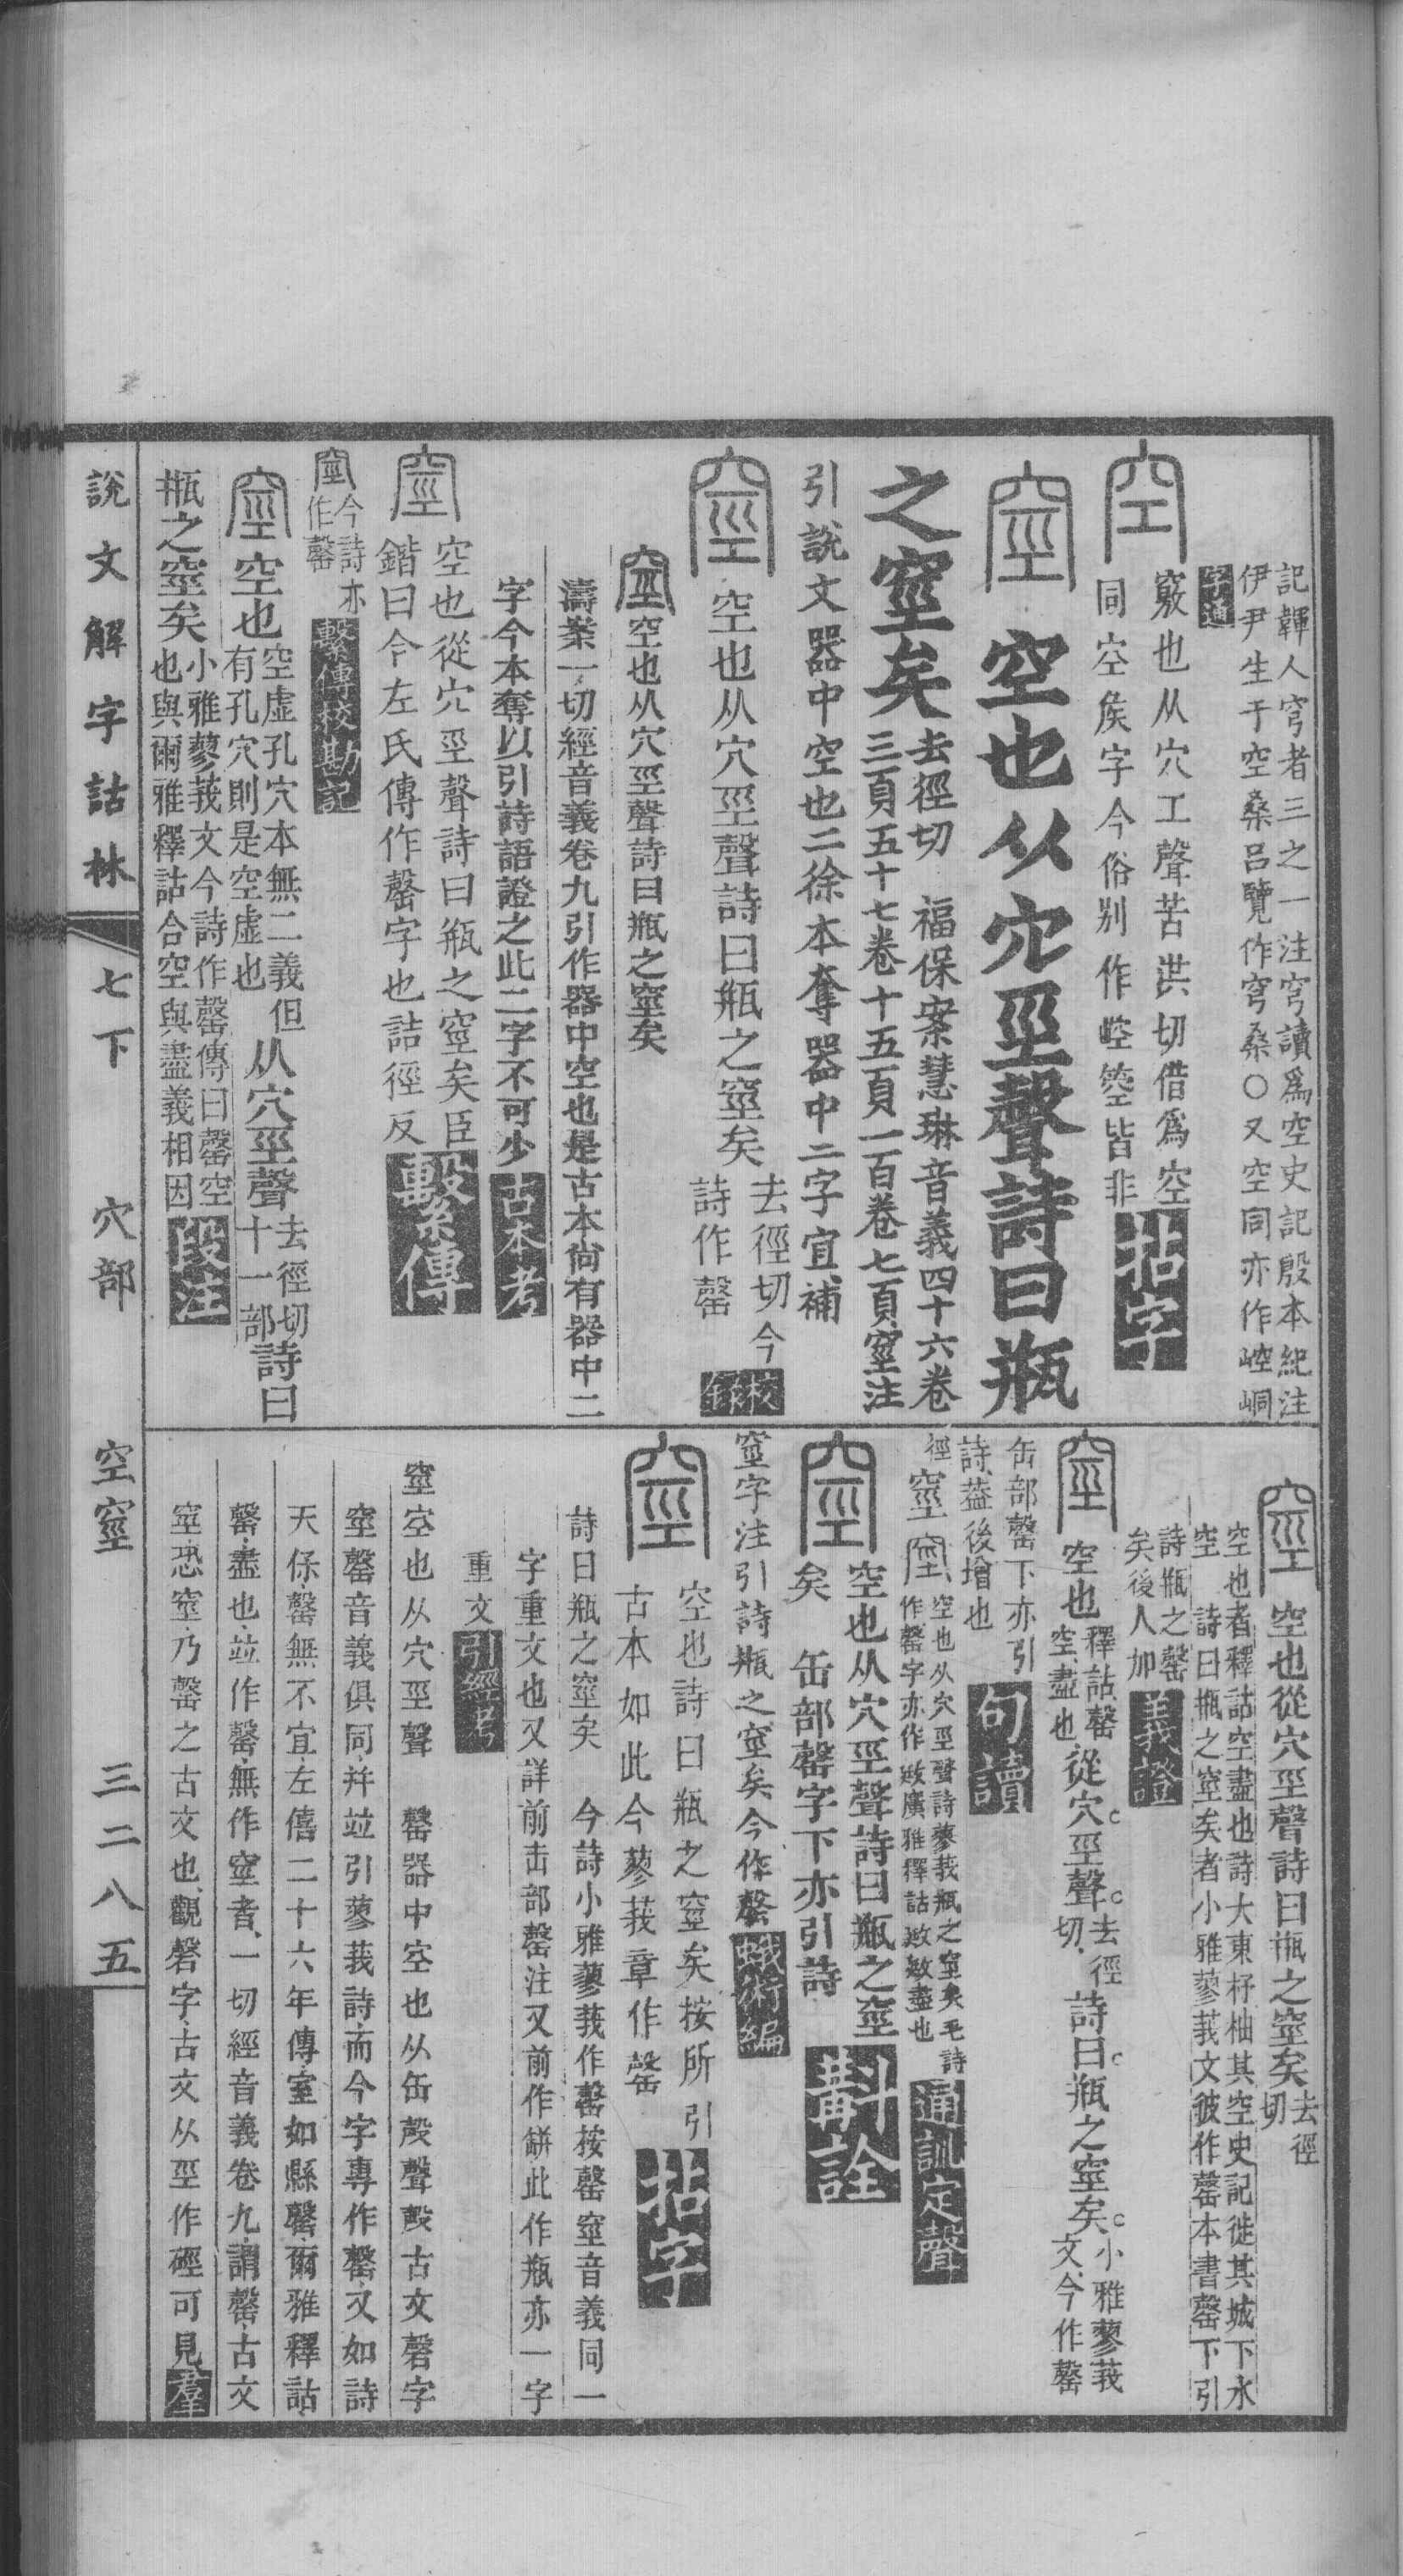 記韗人穹者三之一注穹讀爲空史記殷本紀注
伊尹生于空桑呂覽作穹桑○又空同亦作崆峒
字通
空
竅也从穴工聲苦洪切借爲空
同空矦字今俗别作崆箜皆非
拈字
窒
空也从穴巠聲詩曰瓶
之窒矣
去徑切 福保案慧琳音義四十六卷
三頁五十七卷十五頁一百卷七頁窒注
引說文器中空也二徐本奪器中二字宜補
空也从穴巠聲詩曰瓶之窒矣
去徑切今
詩作罄
校錄
空也从穴巠聲詩曰瓶之窒矣
濤案一切經音義卷九引作器中空也是古本尙有器中二
字今本奪以引詩語證之此二字不可少
古本考
空也從穴巠聲詩曰瓶之窒矣臣
鍇曰今左氏傳作罄字也詰徑反
繫傳
今詩亦
作罄
繫傳校勘記
空也
空虛孔穴本無二義但
有孔穴則是空虛也
从穴巠聲
去徑切
十一部
詩曰
瓶之窒矣
小雅蓼莪文今詩作罄傳曰罄空
也與爾雅釋詁合空與盡義相因
段注
空也從穴巠聲詩曰瓶之窒矣
去徑
切
空也者釋詁空盡也詩大東杼柚其空史記徙其城下水
空 詩曰瓶之窒矣者小雅蓼莪文彼作罄本書罄下引
詩瓶之罄
矣後人加
義證
空也
釋詁罄
空盡也
從穴巠聲
去徑
切
詩曰瓶之窒矣
小雅蓼莪
文今作罄
缶部罄下亦引
詩葢後增也
句讀
徑
窒
空也从穴巠聲詩蓼莪瓶之窒矣毛詩
作罄字亦作
廣雅釋詁
盡也
通訓定聲
空也从穴巠聲詩曰瓶之窒
矣 缶部罄字下亦引詩
斠詮
窒字注引詩瓶之窒矣今作罄
蛾術編
空也詩曰瓶之窒矣按所引
古本如此今蓼莪章作罄
拈字
詩曰瓶之窒矣 今詩小雅蓼莪作罄按罄窒音義同一
字重文也又詳前缶部罄注又前作缾此作瓶亦一字
重文
引經考
窒空也从穴巠聲 罄器中空也从缶殸聲殸古文磬字
窒罄音義俱同幷竝引蓼莪詩而今字專作罄又如詩
天保罄無不宜左僖二十六年傳室如縣罄爾雅釋詁
罄盡也竝作罄無作窒者一切經音義卷九謂罄古文
窒恐窒乃罄之古文也觀磬字古文从巠作硜可見
羣
說文解字詁林
七下
穴部
空窒
三二八五